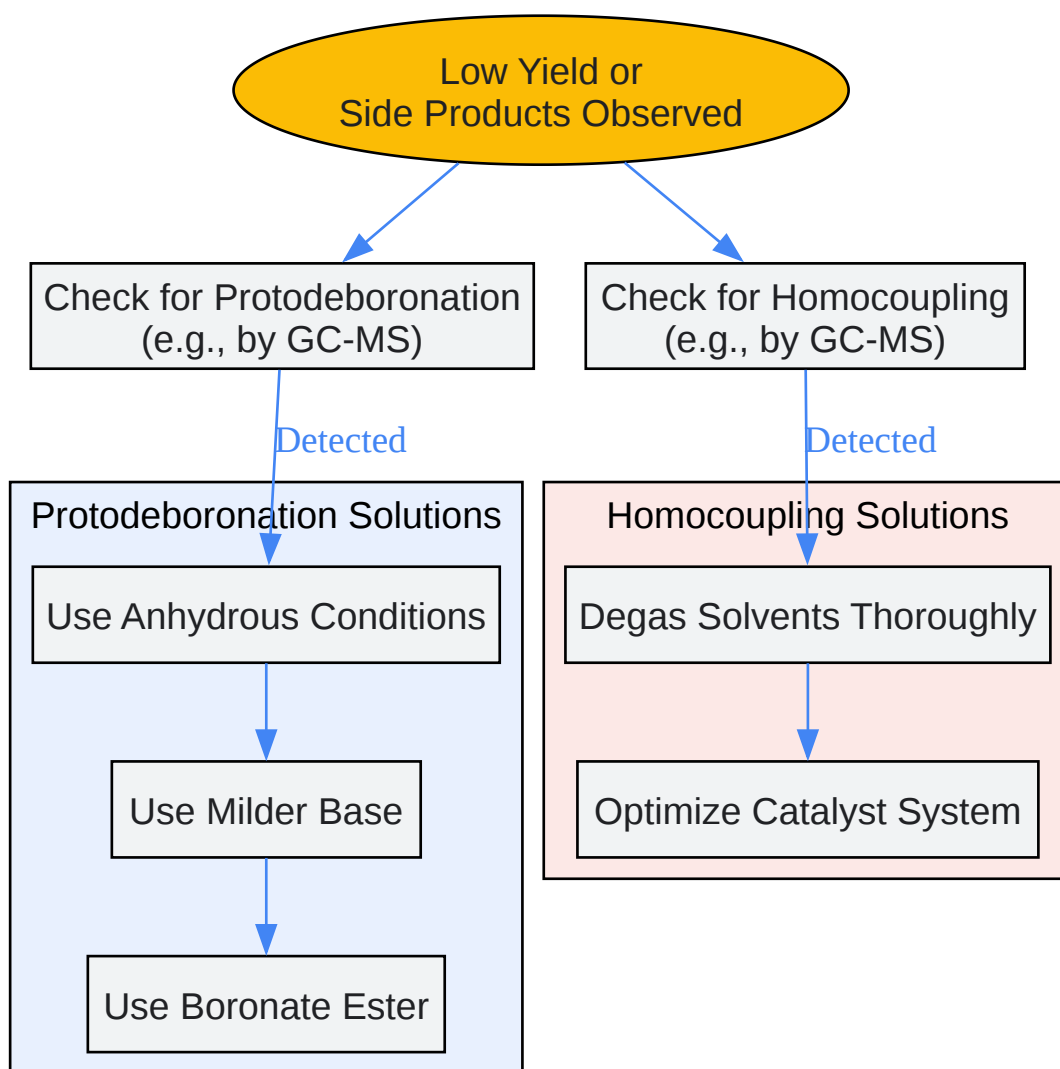 Low Yield or
Side Products Observed
Check for Protodeboronation
(e.g., by GC-MS)
Check for Homocoupling
(e.g., by GC-MS)
Detected
Detected
Protodeboronation Solutions
Homocoupling Solutions
Use Anhydrous Conditions
Degas Solvents Thoroughly
Use Milder Base
Optimize Catalyst System
Use Boronate Ester